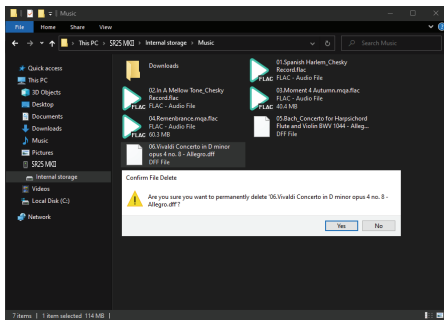 Music
File
Home
Share
View
This PC
SR25 MKII
Internal storage
Music
Search Music
Quick access
This PC
3D Objects
Desktop
Documents
Downloads
Music
Pictures
SR25 MKII
Internal storage
Videos
Local Disk (C:)
Network
Downloads
01.Spanish Harlem_Chesky
Record.flac
FLAC - Audio File
FLAC
02.In A Mellow Tone_Chesky
Record.flac
FLAC - Audio File
FLAC
03.Moment 4 Autumn.mqa.flac
FLAC - Audio File
40.4 MB
FLAC
04.Remembrance.mqa.flac
FLAC - Audio File
60.3 MB
FLAC
05.Bach_Concerto for Harpsichord
Flute and Violin BWV 1044 - Alleg...
DFF File
06.Vivaldi Concerto in D minor
opus 4 no. 8 - Allegro.dff
DFF File
Confirm File Delete
Are you sure you want to permanently delete '06.Vivaldi Concerto in D minor opus 4 no. 8 -
Allegro.dff'?
Yes
No
7 items
1 item selected 114 MB